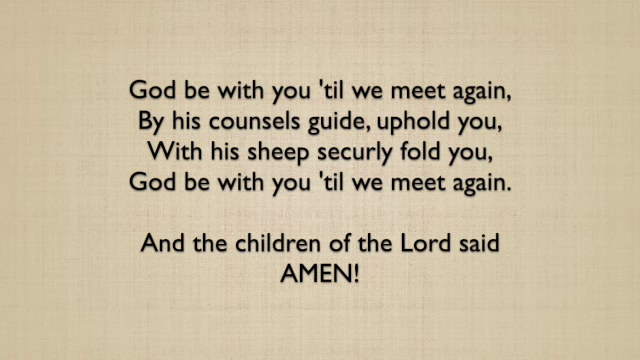 God be with you 'til we meet again,
By his counsels guide, uphold you,
With his sheep securly fold you,
God be with you 'til we meet again.
And the children of the Lord said
AMEN!